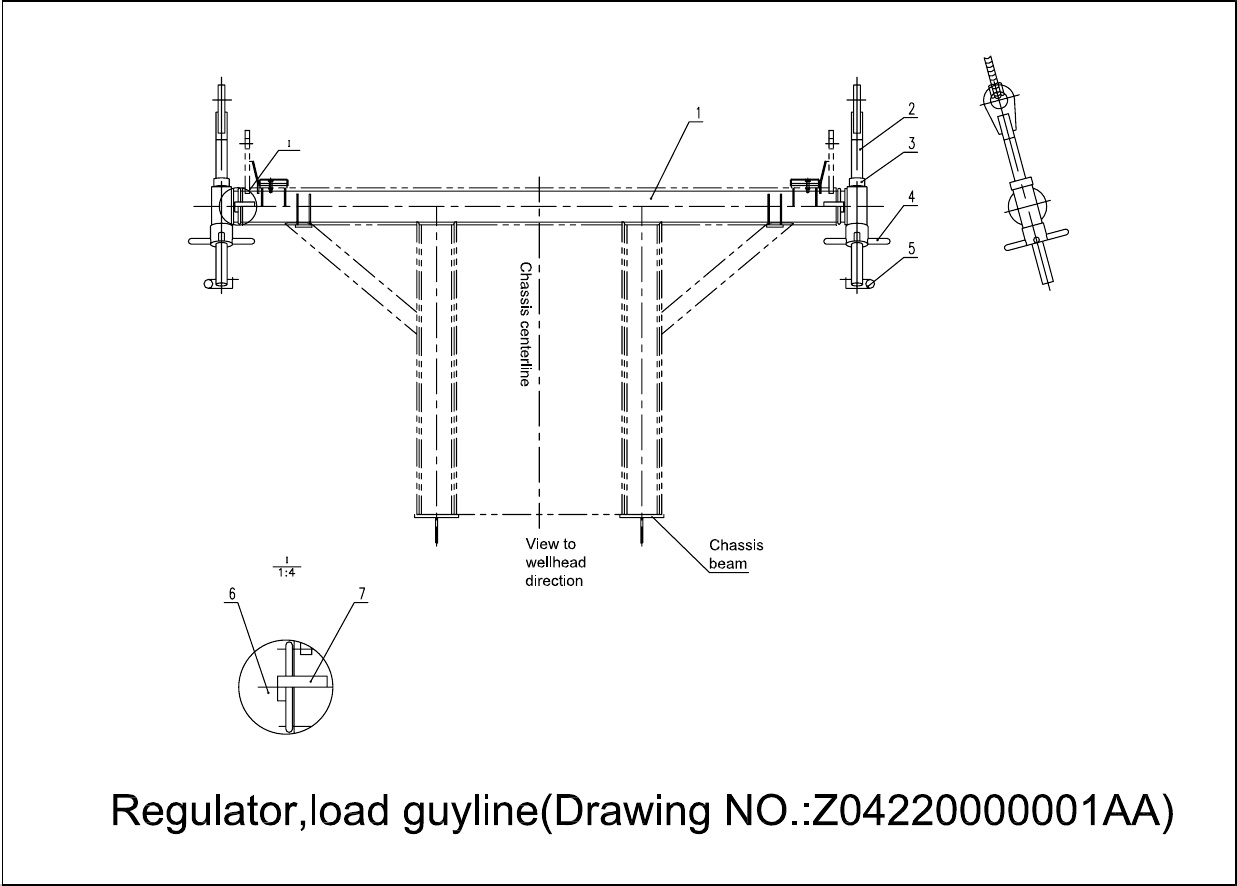 1
2
I
3
4
5
Chassis centerline
View to
wellhead
direction
Chassis
beam
I
1:4
6
7
Regulator,load guyline(Drawing NO.:Z04220000001AA)